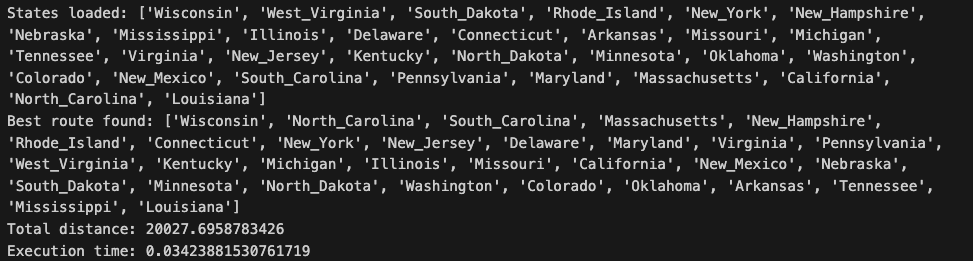 States loaded: ['Wisconsin', 'West_Virginia', 'South_Dakota', 'Rhode_Island', 'New_York', 'New_Hampshire',
'Nebraska', 'Mississippi', 'Illinois', 'Delaware', 'Connecticut', 'Arkansas', 'Missouri', 'Michigan',
'Tennessee', 'Virginia', 'New_Jersey', 'Kentucky', 'North_Dakota', 'Minnesota', 'Oklahoma', 'Washington',
'Colorado', 'New_Mexico', 'South_Carolina', 'Pennsylvania', 'Maryland', 'Massachusetts', 'California',
'North_Carolina', 'Louisiana']
Best route found: ['Wisconsin', 'North_Carolina', 'South_Carolina', 'Massachusetts', 'New_Hampshire',
'Rhode_Island', 'Connecticut', 'New_York', 'New_Jersey', 'Delaware', 'Maryland', 'Virginia', 'Pennsylvania',
'West_Virginia', 'Kentucky', 'Michigan', 'Illinois', 'Missouri', 'California', 'New_Mexico', 'Nebraska',
'South_Dakota', 'Minnesota', 'North_Dakota', 'Washington', 'Colorado', 'Oklahoma', 'Arkansas', 'Tennessee',
'Mississippi', 'Louisiana']
Total distance: 20027.6958783426
Execution time: 0.03423881530761719